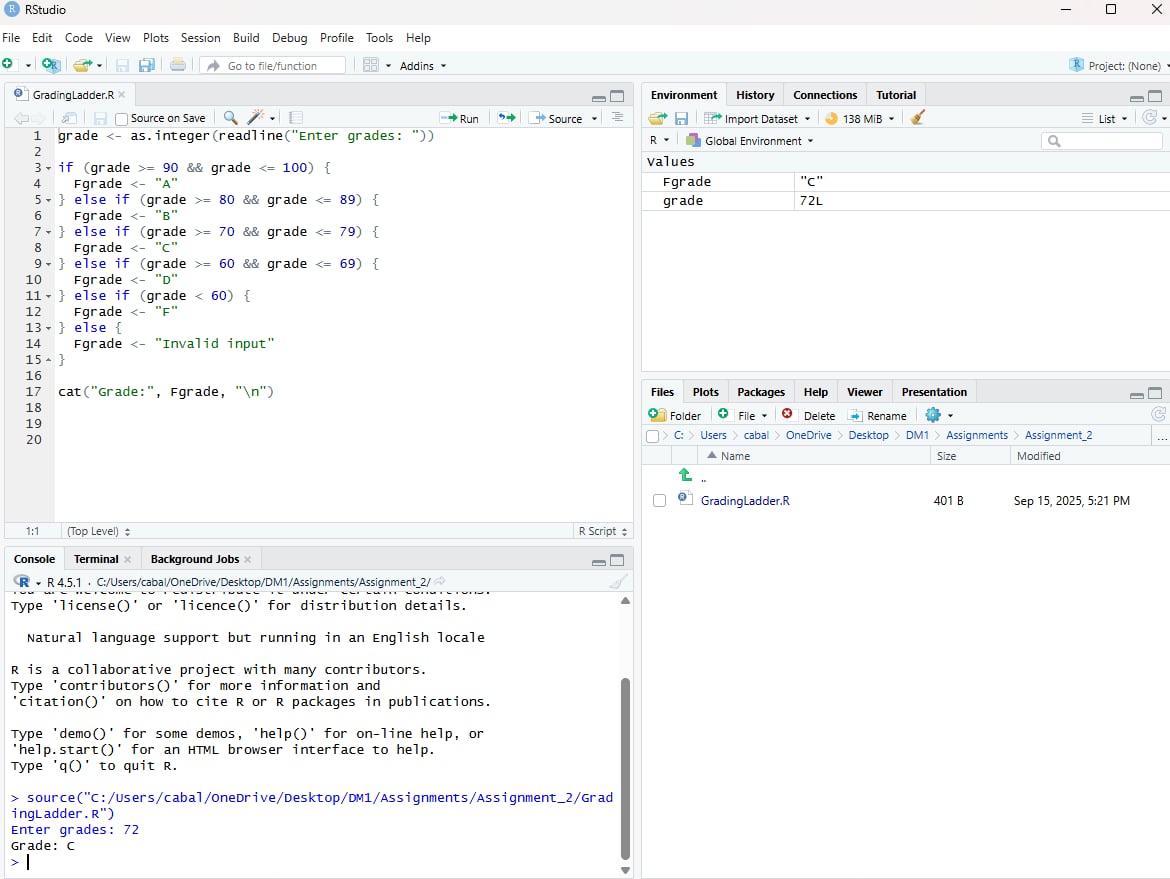 RStudio
File Edit Code View Plots Session Build Debug Profile Tools Help
Go to file/function Addins Project: (None)
GradingLadder.R
Source on Save Run Source
1 grade <- as.integer(readline("Enter grades: "))
2
3 if (grade >= 90 && grade <= 100) {
4 Fgrade <- "A"
5 } else if (grade >= 80 && grade <= 89) {
6 Fgrade <- "B"
7 } else if (grade >= 70 && grade <= 79) {
8 Fgrade <- "C"
9 } else if (grade >= 60 && grade <= 69) {
10 Fgrade <- "D"
11 } else if (grade < 60) {
12 Fgrade <- "F"
13 } else {
14 Fgrade <- "Invalid input"
15 }
16
17 cat("Grade:", Fgrade, "\n")
18
19
20
1:1 (Top Level) R Script
Console Terminal Background Jobs
R 4.5.1 · C:/Users/cabal/OneDrive/Desktop/DM1/Assignments/Assignment_2/
You are welcome to redistribute it under certain conditions.
Type 'license()' or 'licence()' for distribution details.
Natural language support but running in an English locale
R is a collaborative project with many contributors.
Type 'contributors()' for more information and
'citation()' on how to cite R or R packages in publications.
Type 'demo()' for some demos, 'help()' for on-line help, or
'help.start()' for an HTML browser interface to help.
Type 'q()' to quit R.
> source("C:/Users/cabal/OneDrive/Desktop/DM1/Assignments/Assignment_2/Grad
ingLadder.R")
Enter grades: 72
Grade: C
>
Environment History Connections Tutorial
Import Dataset 138 MiB List
R Global Environment
Values
Fgrade "C"
grade 72L
Files Plots Packages Help Viewer Presentation
Folder File Delete Rename
C: Users cabal OneDrive Desktop DM1 Assignments Assignment_2 ...
Name Size Modified
..
GradingLadder.R 401 B Sep 15, 2025, 5:21 PM